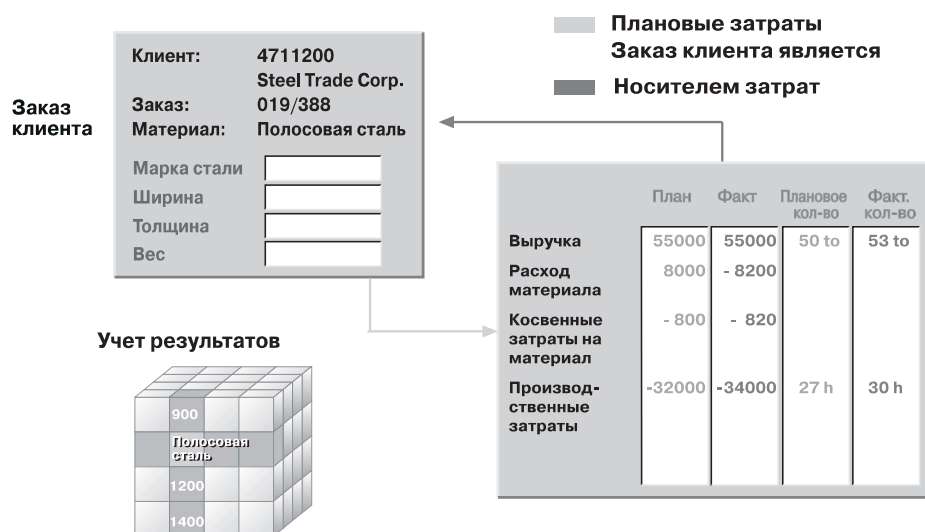 Плановые затраты
Заказ клиента является
Носителем затрат
Заказ
клиента
Клиент: 4711200
Steel Trade Corp.
Заказ: 019/388
Материал: Полосовая сталь
Марка стали
Ширина
Толщина
Вес
План Факт Плановое кол-во Факт. кол-во
Выручка 55000 55000 50 to 53 to
Расход 8000 - 8200
материала
Косвенные - 800 - 820
затраты на
материал
Производ- -32000 -34000 27 h 30 h
ственные
затраты
Учет результатов
900
Полосовая
сталь
1200
1400